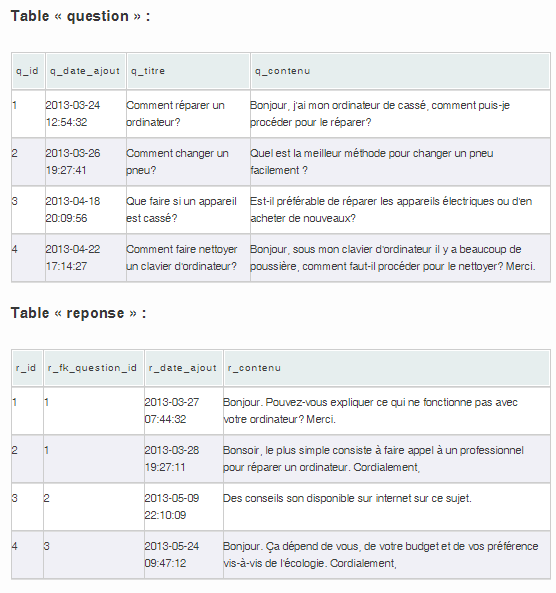 Table « question » :
q_id q_date_ajout q_titre q_contenu
1 2013-03-24 Comment réparer un Bonjour, j'ai mon ordinateur de cassé, comment puis-je
12:54:32 ordinateur? procéder pour le réparer?
2 2013-03-26 Comment changer un Quel est la meilleur méthode pour changer un pneu
19:27:41 pneu? facilement ?
3 2013-04-18 Que faire si un appareil Est-il préférable de réparer les appareils électriques ou d'en
20:09:56 est cassé? acheter de nouveaux?
4 2013-04-22 Comment faire nettoyer Bonjour, sous mon clavier d'ordinateur il y a beaucoup de
17:14:27 un clavier d'ordinateur? poussière, comment faut-il procéder pour le nettoyer? Merci.
Table « reponse » :
r_id r_fk_question_id r_date_ajout r_contenu
1 1 2013-03-27 Bonjour. Pouvez-vous expliquer ce qui ne fonctionne pas avec
07:44:32 votre ordinateur? Merci.
2 1 2013-03-28 Bonsoir, le plus simple consiste à faire appel à un professionnel
19:27:11 pour réparer un ordinateur. Cordialement,
3 2 2013-05-09 Des conseils son disponible sur internet sur ce sujet.
22:10:09
4 3 2013-05-24 Bonjour. Ça dépend de vous, de votre budget et de vos préférence
09:47:12 vis-à-vis de l'écologie. Cordialement,